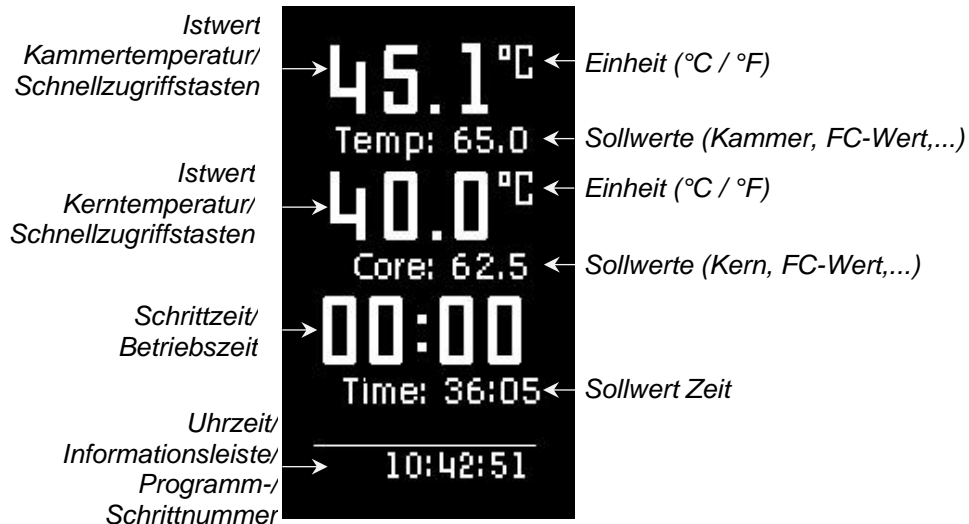 Istwert
Kammertemperatur/
Schnellzugriffstasten
45.1 °C
Einheit (°C / °F)
Temp: 65.0
Sollwerte (Kammer, FC-Wert,...)
Istwert
Kerntemperatur/
Schnellzugriffstasten
40.0 °C
Einheit (°C / °F)
Core: 62.5
Sollwerte (Kern, FC-Wert,...)
Schrittzeit/
Betriebszeit
00:00
Time: 36:05
Sollwert Zeit
Uhrzeit/
Informationsleiste/
Programm-/
Schrittnummer
10:42:51